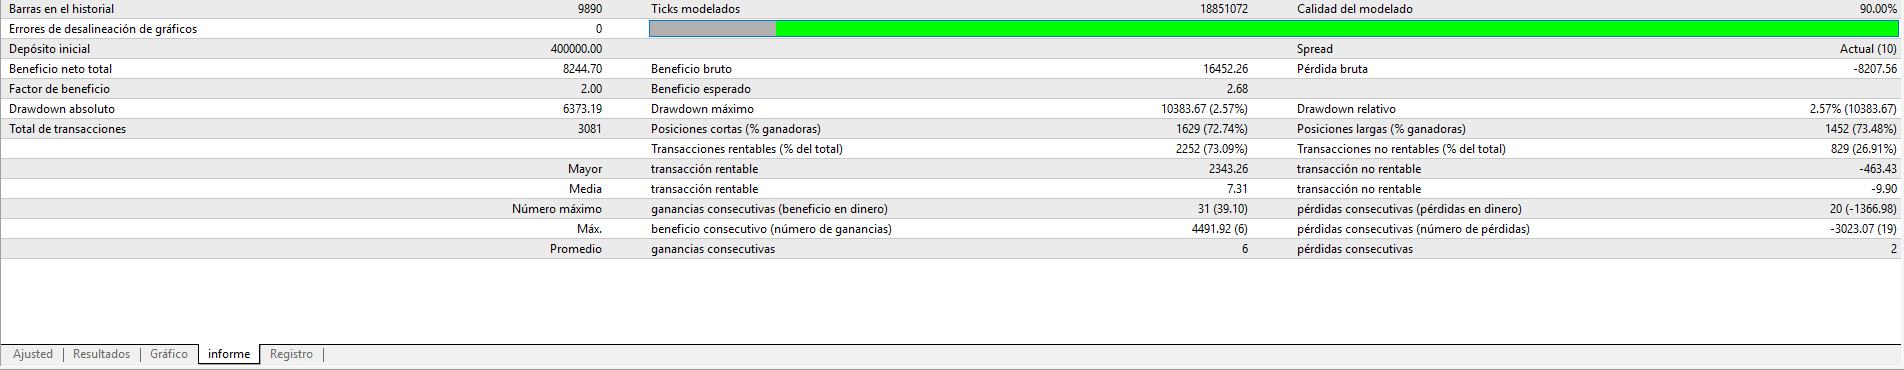 Barras en el historial 9890 Ticks modelados 18851072 Calidad del modelado 90.00%
Errores de desalineación de gráficos 0
Depósito inicial 400000.00 Spread Actual (10)
Beneficio neto total 8244.70 Beneficio bruto 16452.26 Pérdida bruta -8207.56
Factor de beneficio 2.00 Beneficio esperado 2.68
Drawdown absoluto 6373.19 Drawdown máximo 10383.67 (2.57%) Drawdown relativo 2.57% (10383.67)
Total de transacciones 3081 Posiciones cortas (% ganadoras) 1629 (72.74%) Posiciones largas (% ganadoras) 1452 (73.48%)
Transacciones rentables (% del total) 2252 (73.09%) Transacciones no rentables (% del total) 829 (26.91%)
Mayor transacción rentable 2343.26 transacción no rentable -463.43
Media transacción rentable 7.31 transacción no rentable -9.90
Número máximo ganancias consecutivas (beneficio en dinero) 31 (39.10) pérdidas consecutivas (pérdidas en dinero) 20 (-1366.98)
Máx. beneficio consecutivo (número de ganancias) 4491.92 (6) pérdidas consecutivas (número de pérdidas) -3023.07 (19)
Promedio ganancias consecutivas 6 pérdidas consecutivas 2
Ajusted Resultados Gráfico informe Registro